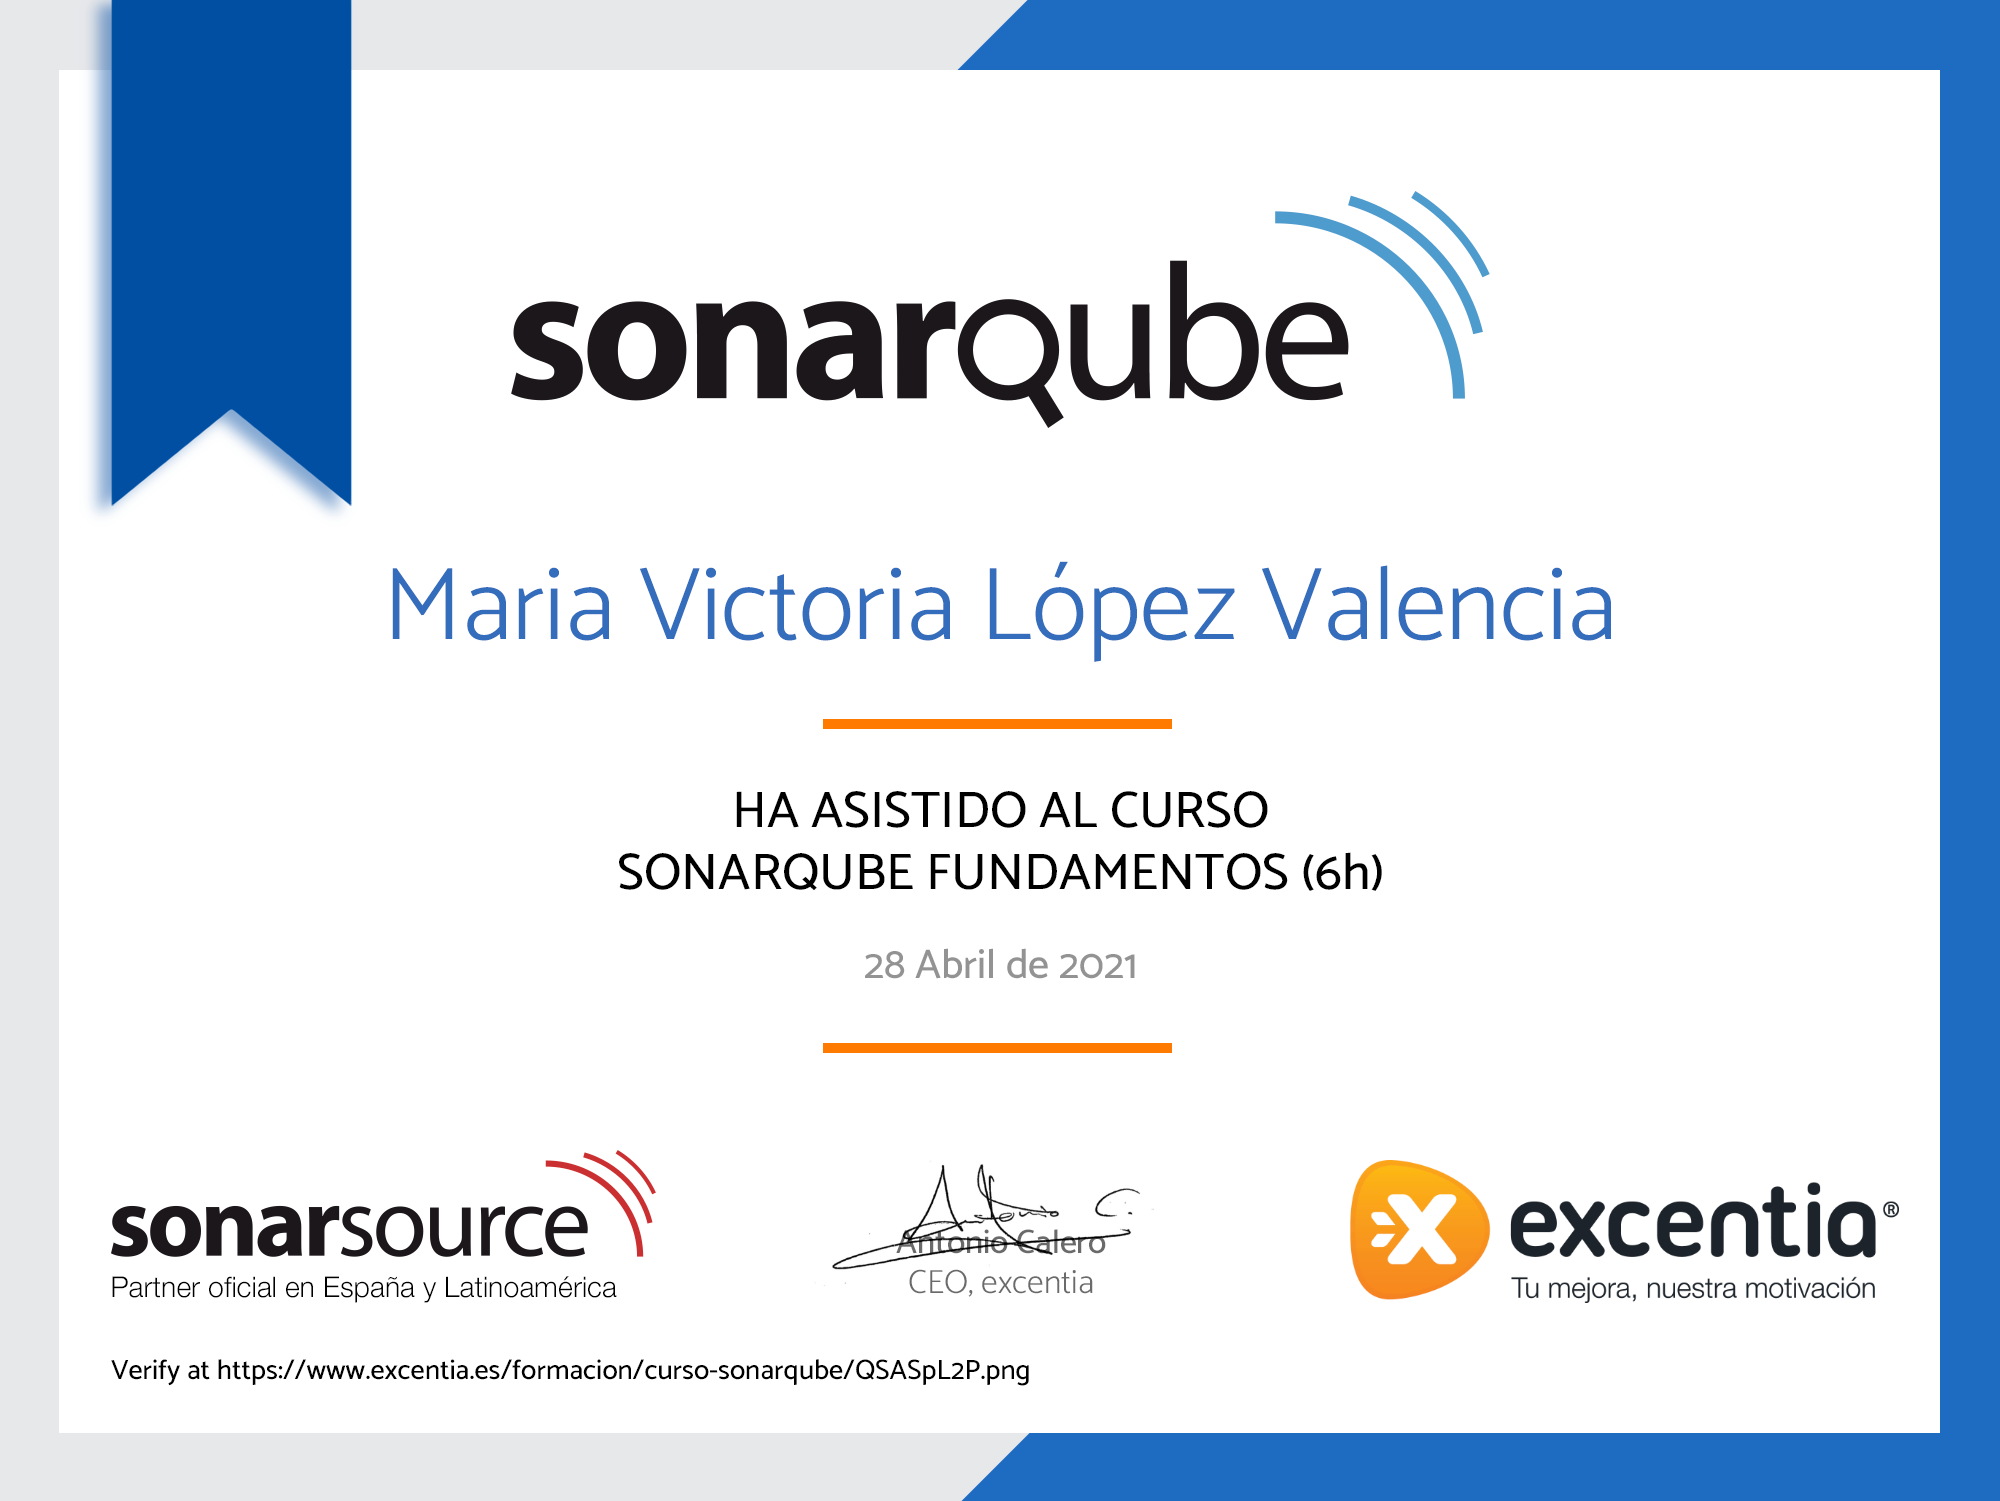 sonarqube
Maria Victoria López Valencia
HA ASISTIDO AL CURSO
SONARQUBE FUNDAMENTOS (6h)
28 Abril de 2021
sonarsource
Partner oficial en España y Latinoamérica
Antonio C.
Antonio Calero
CEO, excentia
excentia®
Tu mejora, nuestra motivación
Verify at https://www.excentia.es/formacion/curso-sonarqube/QSASpL2P.png